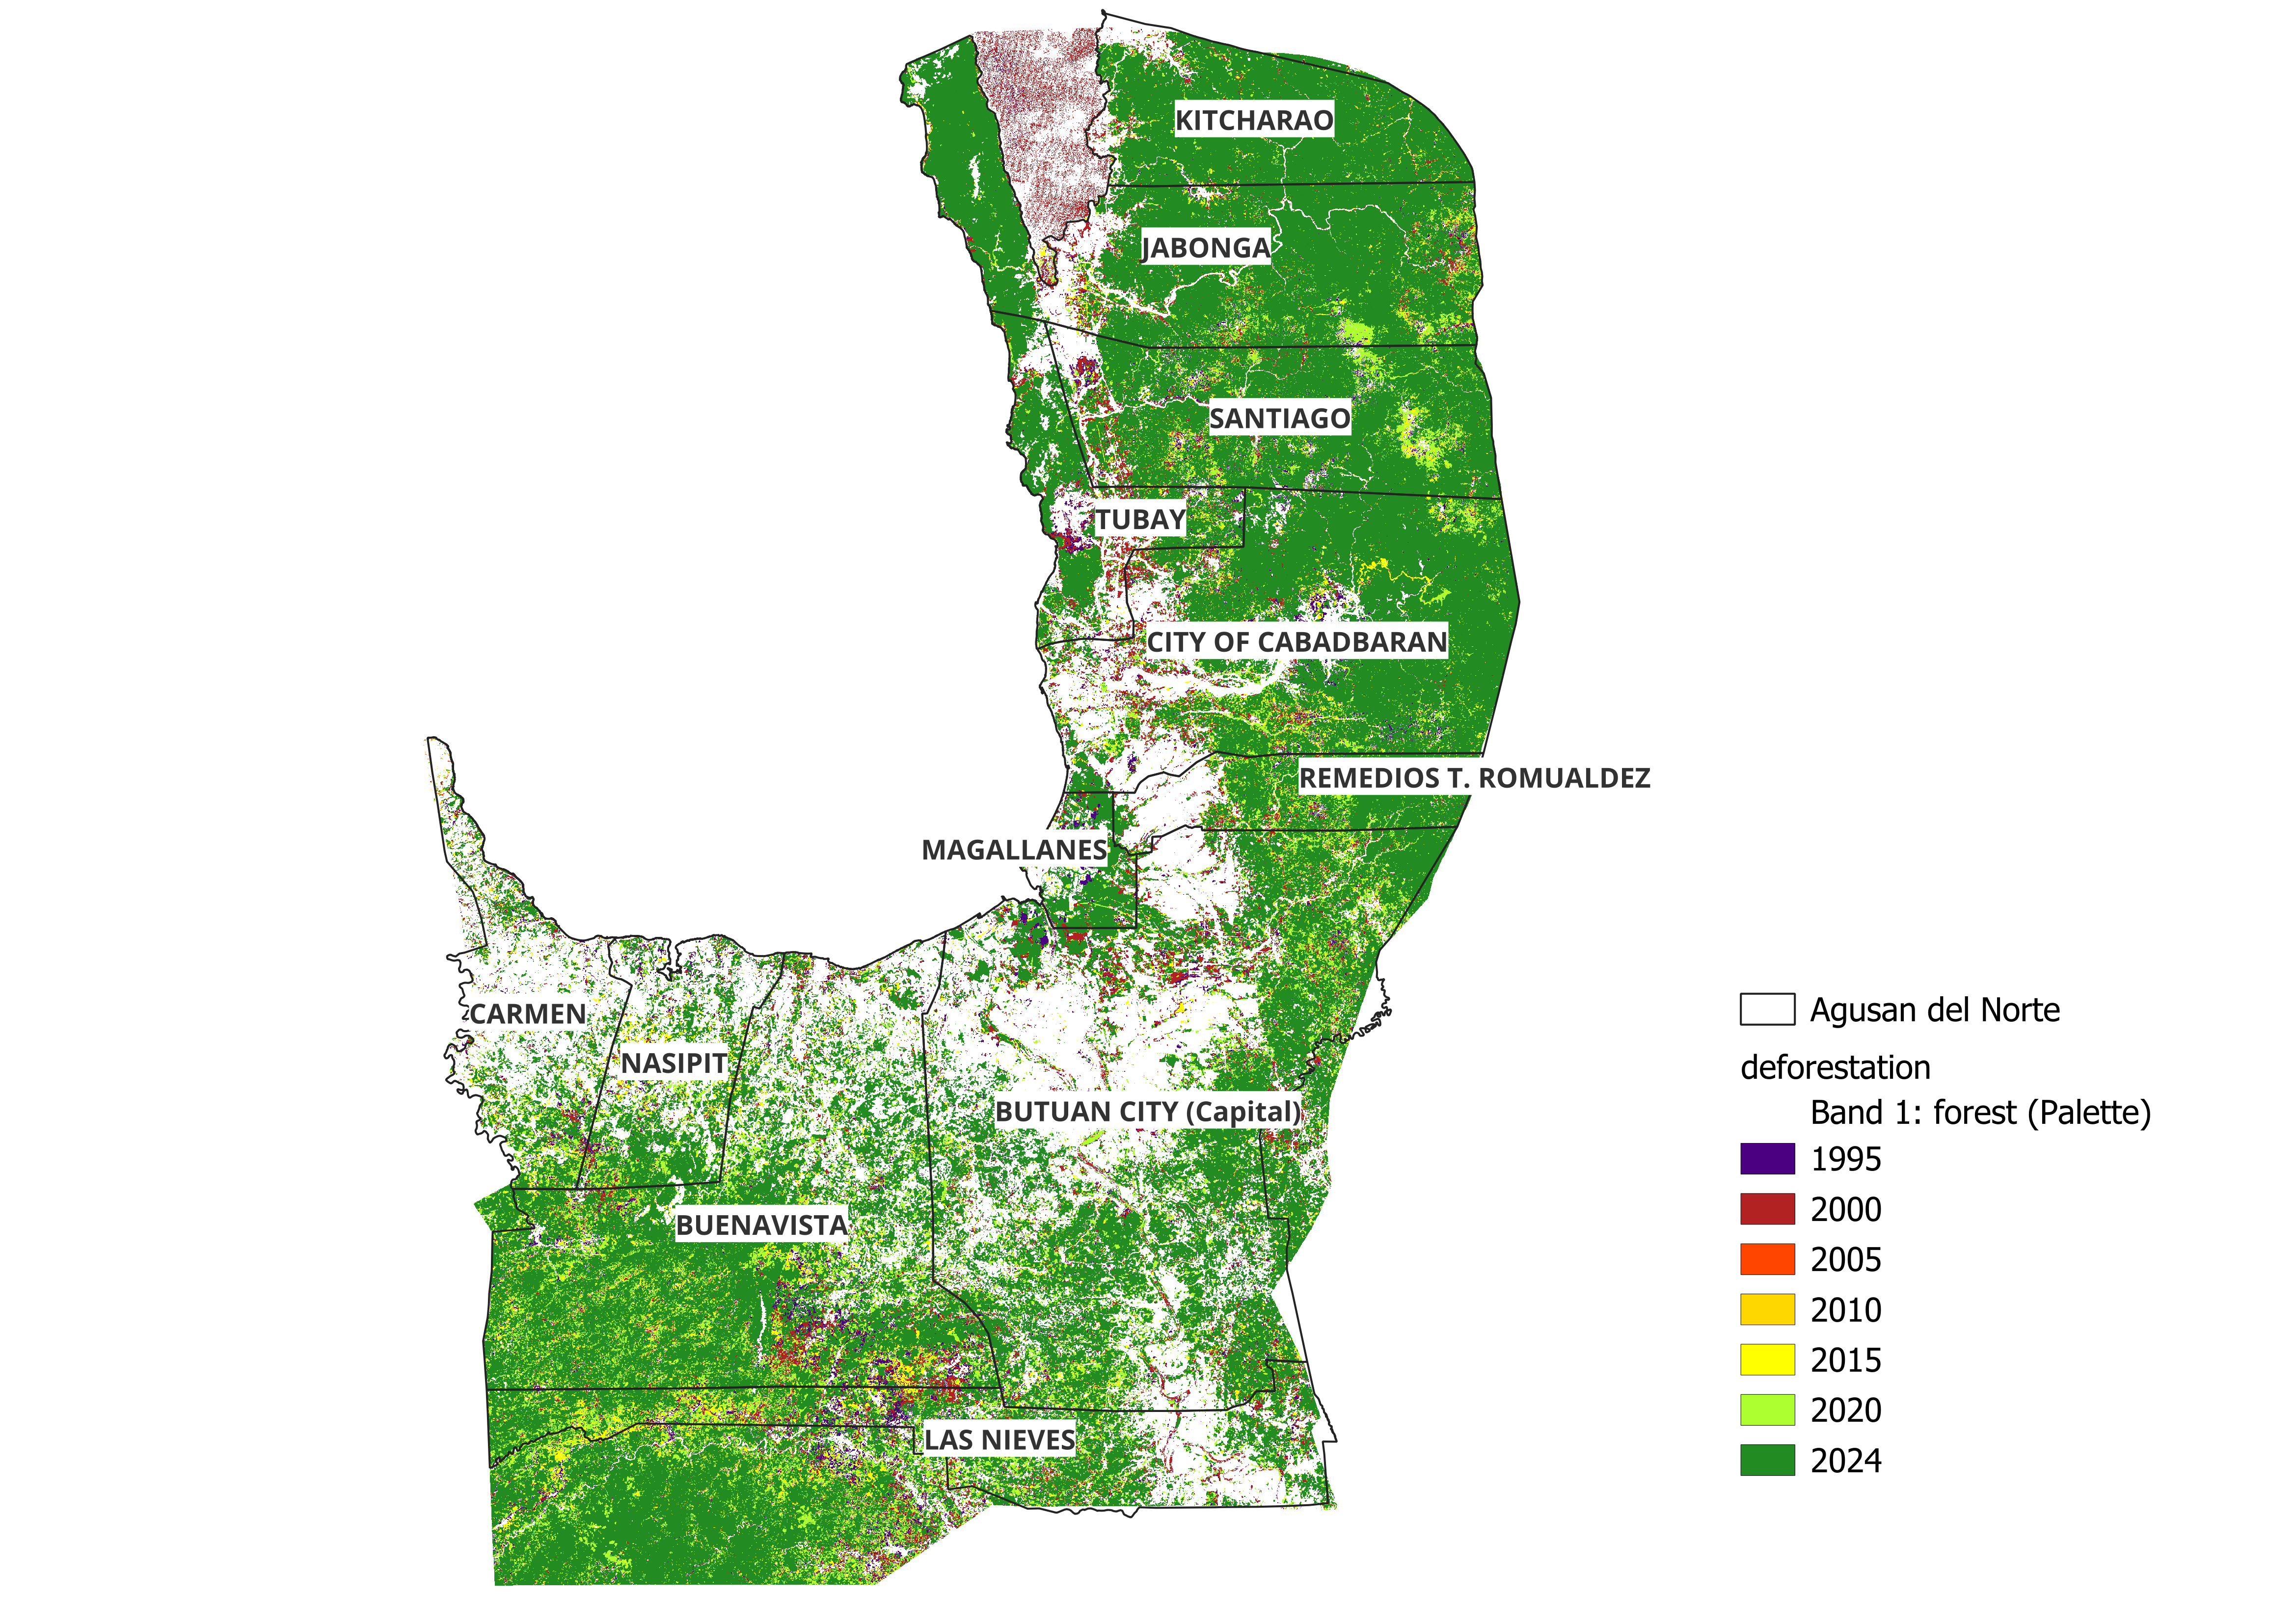 KITCHARAO
JABONGA
SANTIAGO
TUBAY
CITY OF CABADBARAN
REMEDIOS T. ROMUALDEZ
MAGALLANES
CARMEN
NASIPIT
BUTUAN CITY (Capital)
BUENAVISTA
LAS NIEVES
Agusan del Norte
deforestation
Band 1: forest (Palette)
1995
2000
2005
2010
2015
2020
2024